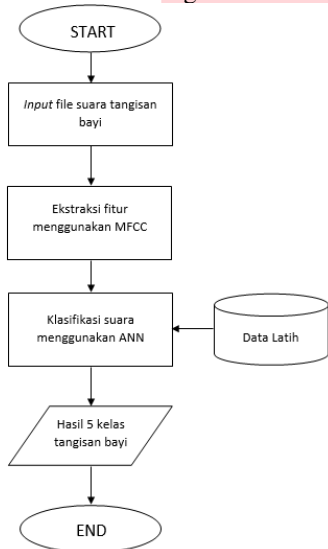 START
Input file suara tangisan
bayi
Ekstraksi fitur
menggunakan MFCC
Klasifikasi suara
menggunakan ANN
Data Latih
Hasil 5 kelas
tangisan bayi
END